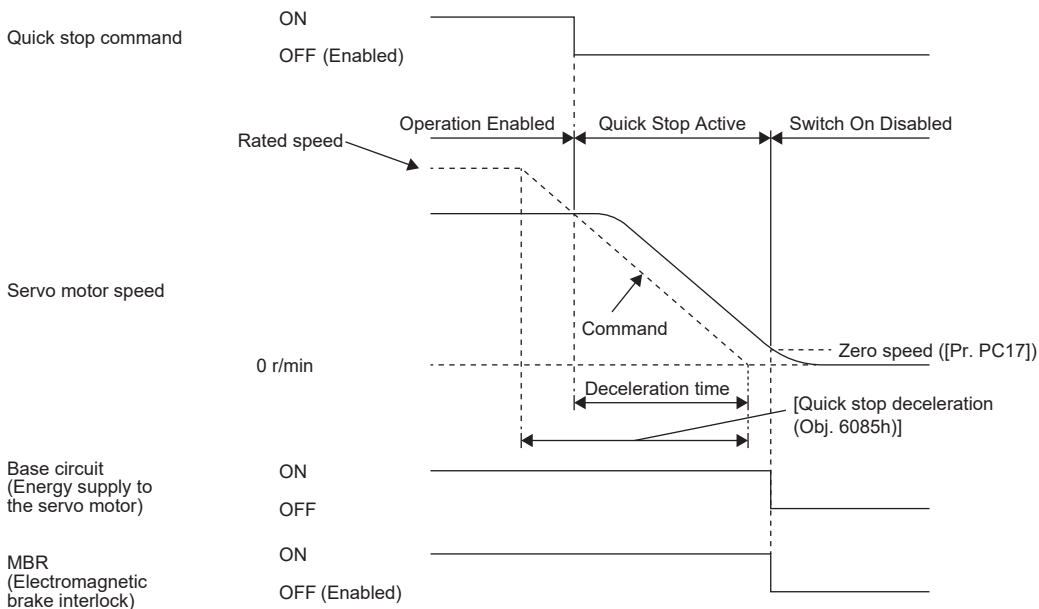 ON
Quick stop command
OFF (Enabled)
Operation Enabled
Quick Stop Active
Switch On Disabled
Rated speed
Servo motor speed
Command
Zero speed ([Pr. PC17])
0 r/min
Deceleration time
[Quick stop deceleration
(Obj. 6085h)]
Base circuit
(Energy supply to
the servo motor)
ON
OFF
MBR
(Electromagnetic
brake interlock)
ON
OFF (Enabled)